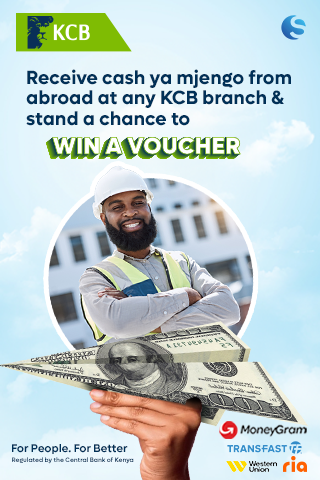 KCB
Receive cash ya mjengo from
abroad at any KCB branch &
stand a chance to
WIN A VOUCHER
For People. For Better
Regulated by the Central Bank of Kenya
MoneyGram
TRANSFAST
Western
Union
ria